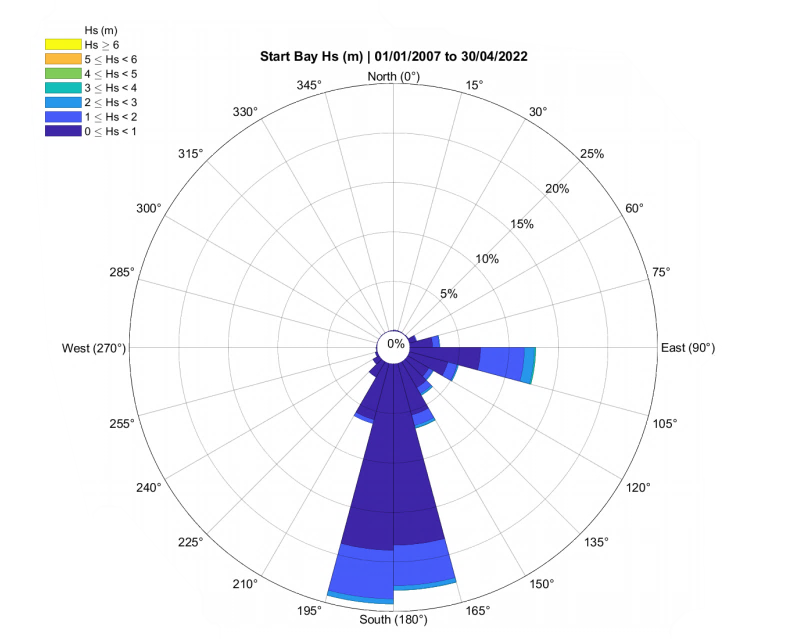 Hs (m)
Hs ≥ 6
5 ≤ Hs < 6
4 ≤ Hs < 5
3 ≤ Hs < 4
2 ≤ Hs < 3
1 ≤ Hs < 2
0 ≤ Hs < 1
Start Bay Hs (m) | 01/01/2007 to 30/04/2022
North (0°)
345°
15°
330°
30°
315°
25%
20%
300°
60°
15%
10%
285°
75°
5%
West (270°)
0%
East (90°)
255°
105°
240°
120°
225°
135°
210°
150°
195°
165°
South (180°)